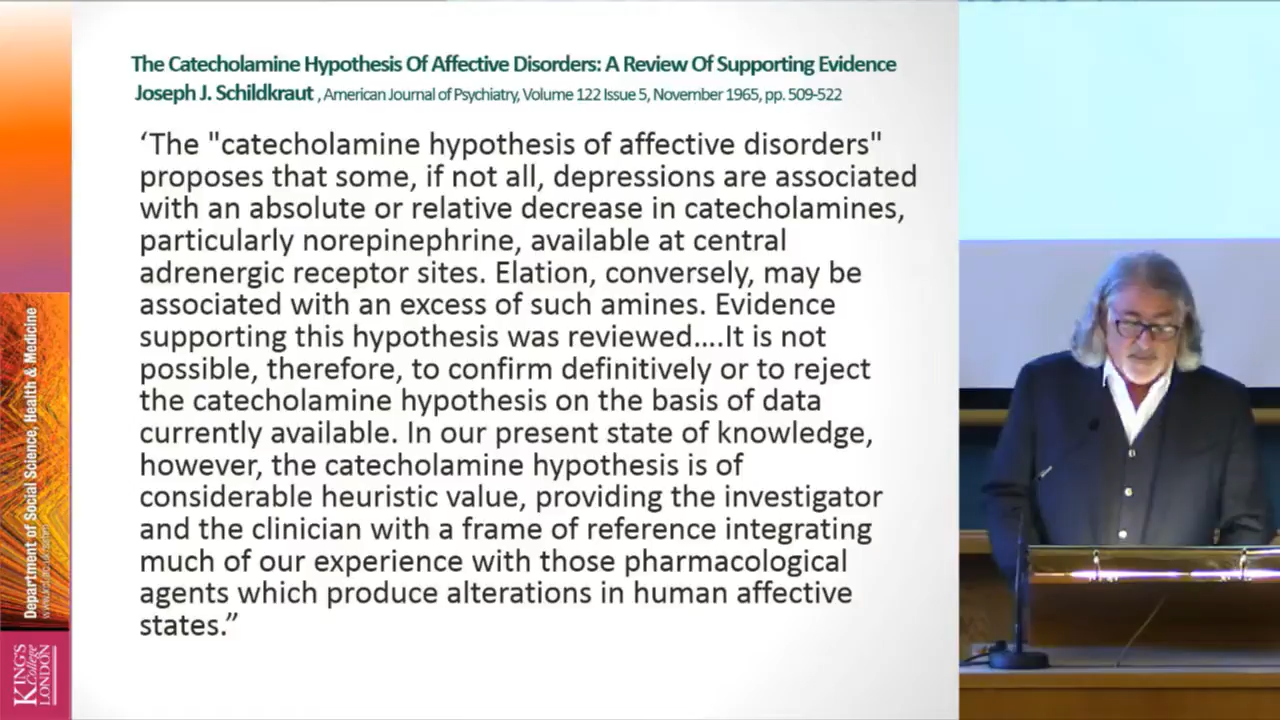 The Catecholamine Hypothesis Of Affective Disorders: A Review Of Supporting Evidence
Joseph J. Schildkraut , American Journal of Psychiatry, Volume 122 Issue 5, November 1965, pp. 509-522
‘The "catecholamine hypothesis of affective disorders"
proposes that some, if not all, depressions are associated
with an absolute or relative decrease in catecholamines,
particularly norepinephrine, available at central
adrenergic receptor sites. Elation, conversely, may be
associated with an excess of such amines. Evidence
supporting this hypothesis was reviewed....It is not
possible, therefore, to confirm definitively or to reject
the catecholamine hypothesis on the basis of data
currently available. In our present state of knowledge,
however, the catecholamine hypothesis is of
considerable heuristic value, providing the investigator
and the clinician with a frame of reference integrating
much of our experience with those pharmacological
agents which produce alterations in human affective
states.”
Department of Social Science, Health & Medicine
KING'S
College
LONDON